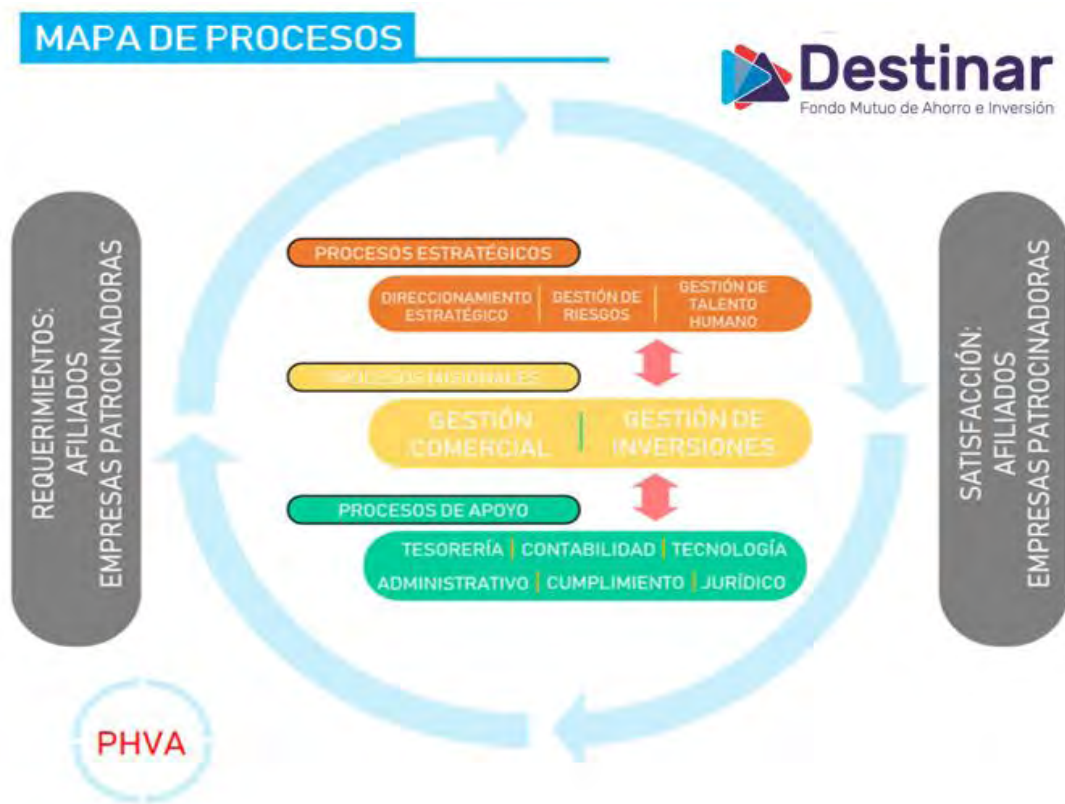 MAPA DE PROCESOS
Destinar
Fondo Mutuo de Ahorro e Inversión
REQUERIMIENTOS:
AFILIADOS
EMPRESAS PATROCINADORAS
PROCESOS ESTRATÉGICOS
DIRECCIONAMIENTO
ESTRATÉGICO
GESTIÓN DE
RIESGOS
GESTIÓN DE
TALENTO
HUMANO
PROCESOS MISIONALES
GESTIÓN
COMERCIAL
GESTIÓN DE
INVERSIONES
PROCESOS DE APOYO
TESORERÍA CONTABILIDAD TECNOLOGÍA
ADMINISTRATIVO CUMPLIMIENTO JURÍDICO
SATISFACCIÓN:
AFILIADOS
EMPRESAS PATROCINADORAS
PHVA